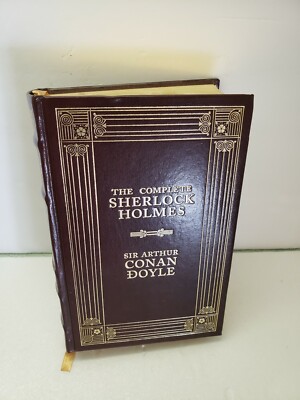 THE COMPLETE
SHERLOCK
HOLMES
SIR ARTHUR
CONAN
DOYLE